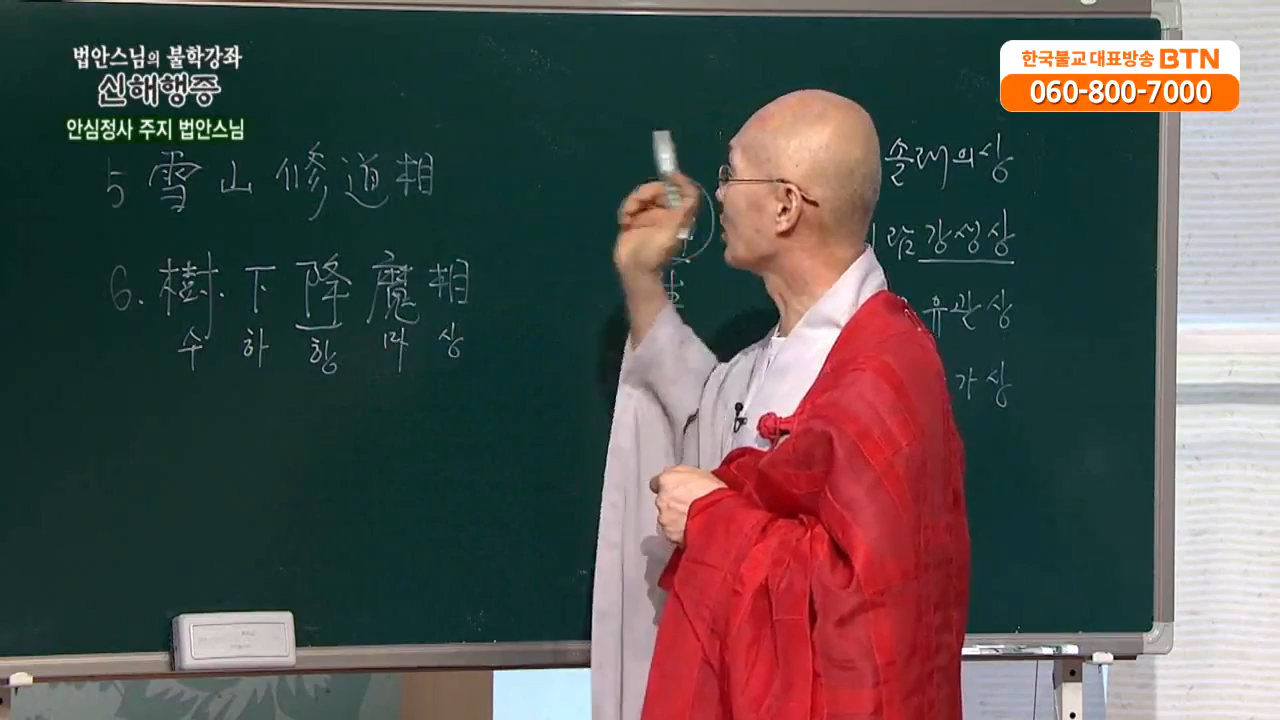 법안스님의 불학강좌
신해행증
안심정사 주지 법안스님
한국불교 대표방송 BTN
060-800-7000
5 雪山修道相
6. 樹下降魔相
수하항마상
솔래의상
람강생상
유관상
가상